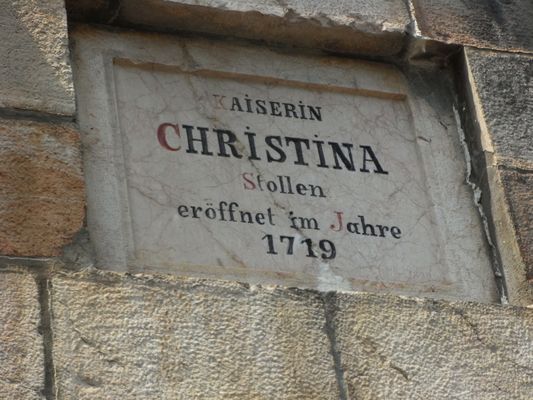 KAISERIN
CHRISTINA
Stollen
eröffnet im Jahre
1719